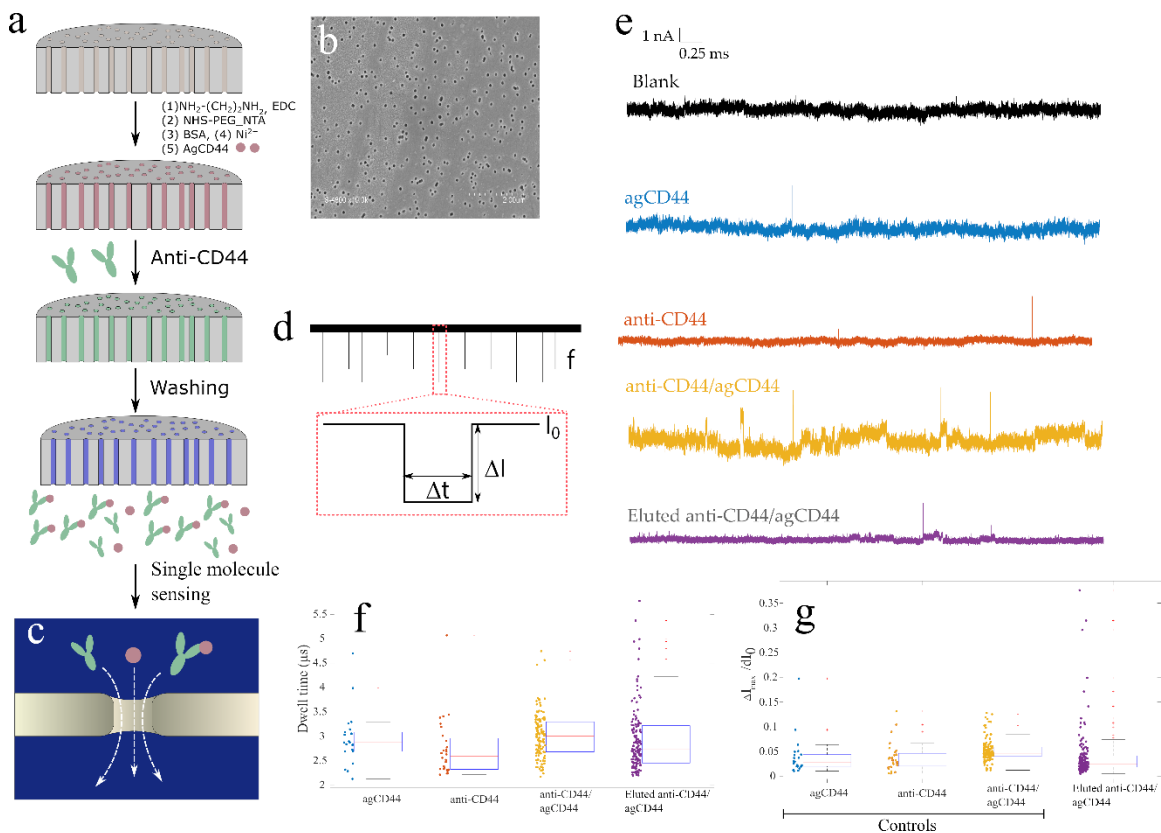 a
(1)NH2-(CH2)2NH2, EDC
(2) NHS-PEG_NTA
(3) BSA, (4) Ni2-
(5) AgCD44
Anti-CD44
Washing
Single molecule
sensing
b
2.00um
c
d
f
I0
ΔI
Δt
e
1 nA
0.25 ms
Blank
agCD44
anti-CD44
anti-CD44/agCD44
Eluted anti-CD44/agCD44
f
Dwell time (μs)
5.5
5
4.5
4
3.5
3
2.5
2
agCD44
anti-CD44
anti-CD44/
agCD44
Eluted anti-CD44/
agCD44
g
ΔImax/dI0
0.35
0.3
0.25
0.2
0.15
0.1
0.05
0
agCD44
anti-CD44
anti-CD44/
agCD44
Eluted anti-CD44/
agCD44
Controls